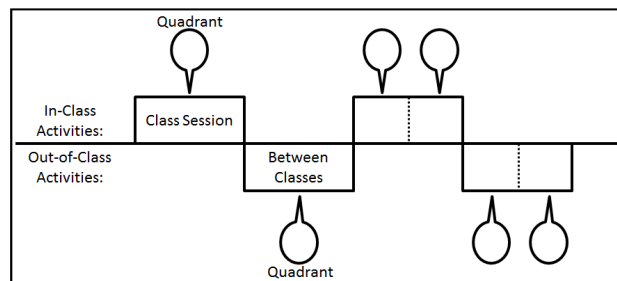 Quadrant
In-Class
Activities:
Class Session
Out-of-Class
Activities:
Between
Classes
Quadrant